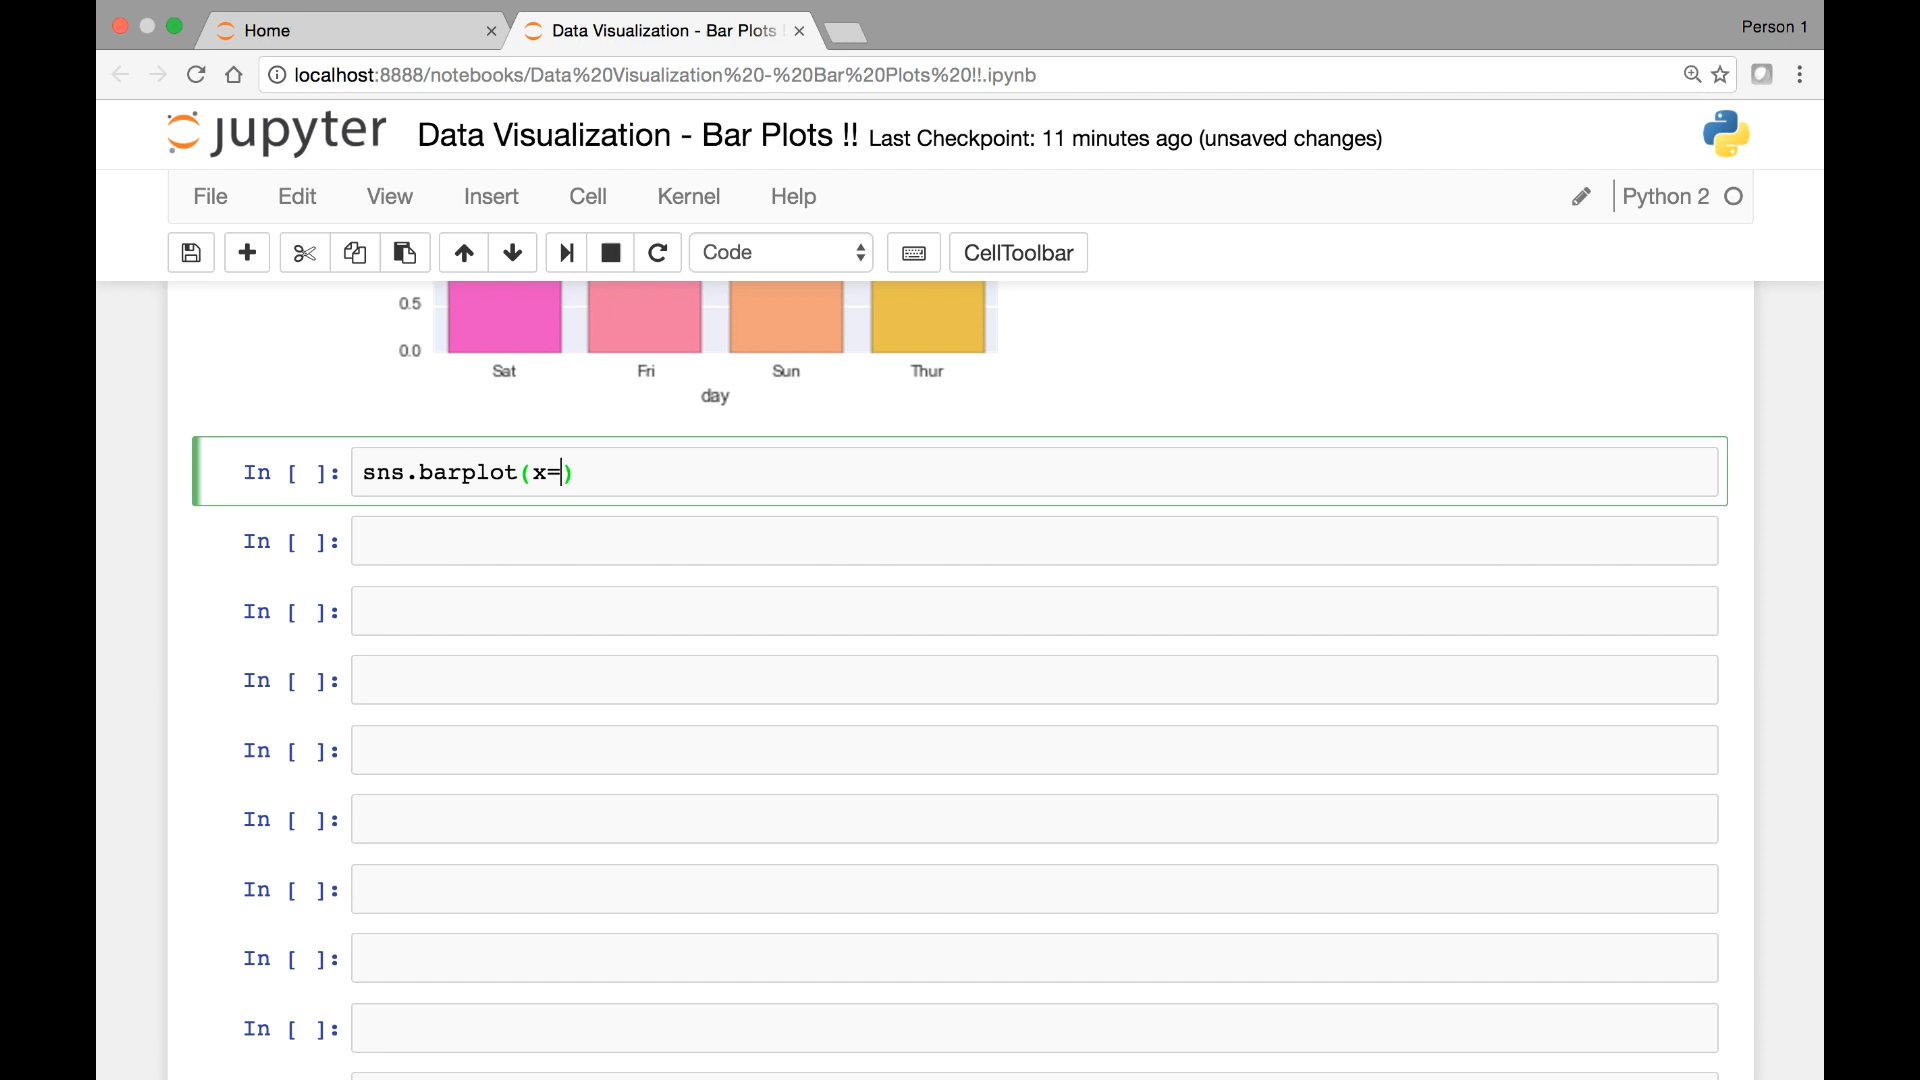 Home
Data Visualization - Bar Plots
Person 1
localhost:8888/notebooks/Data%20Visualization%20-%20Bar%20Plots%20!!.ipynb
jupyter
Data Visualization - Bar Plots !! Last Checkpoint: 11 minutes ago (unsaved changes)
File Edit View Insert Cell Kernel Help
Python 2
Code
CellToolbar
0.5
0.0
Sat Fri Sun Thur
day
In [ ]: sns.barplot(x=)
In [ ]:
In [ ]:
In [ ]:
In [ ]:
In [ ]:
In [ ]:
In [ ]:
In [ ]: